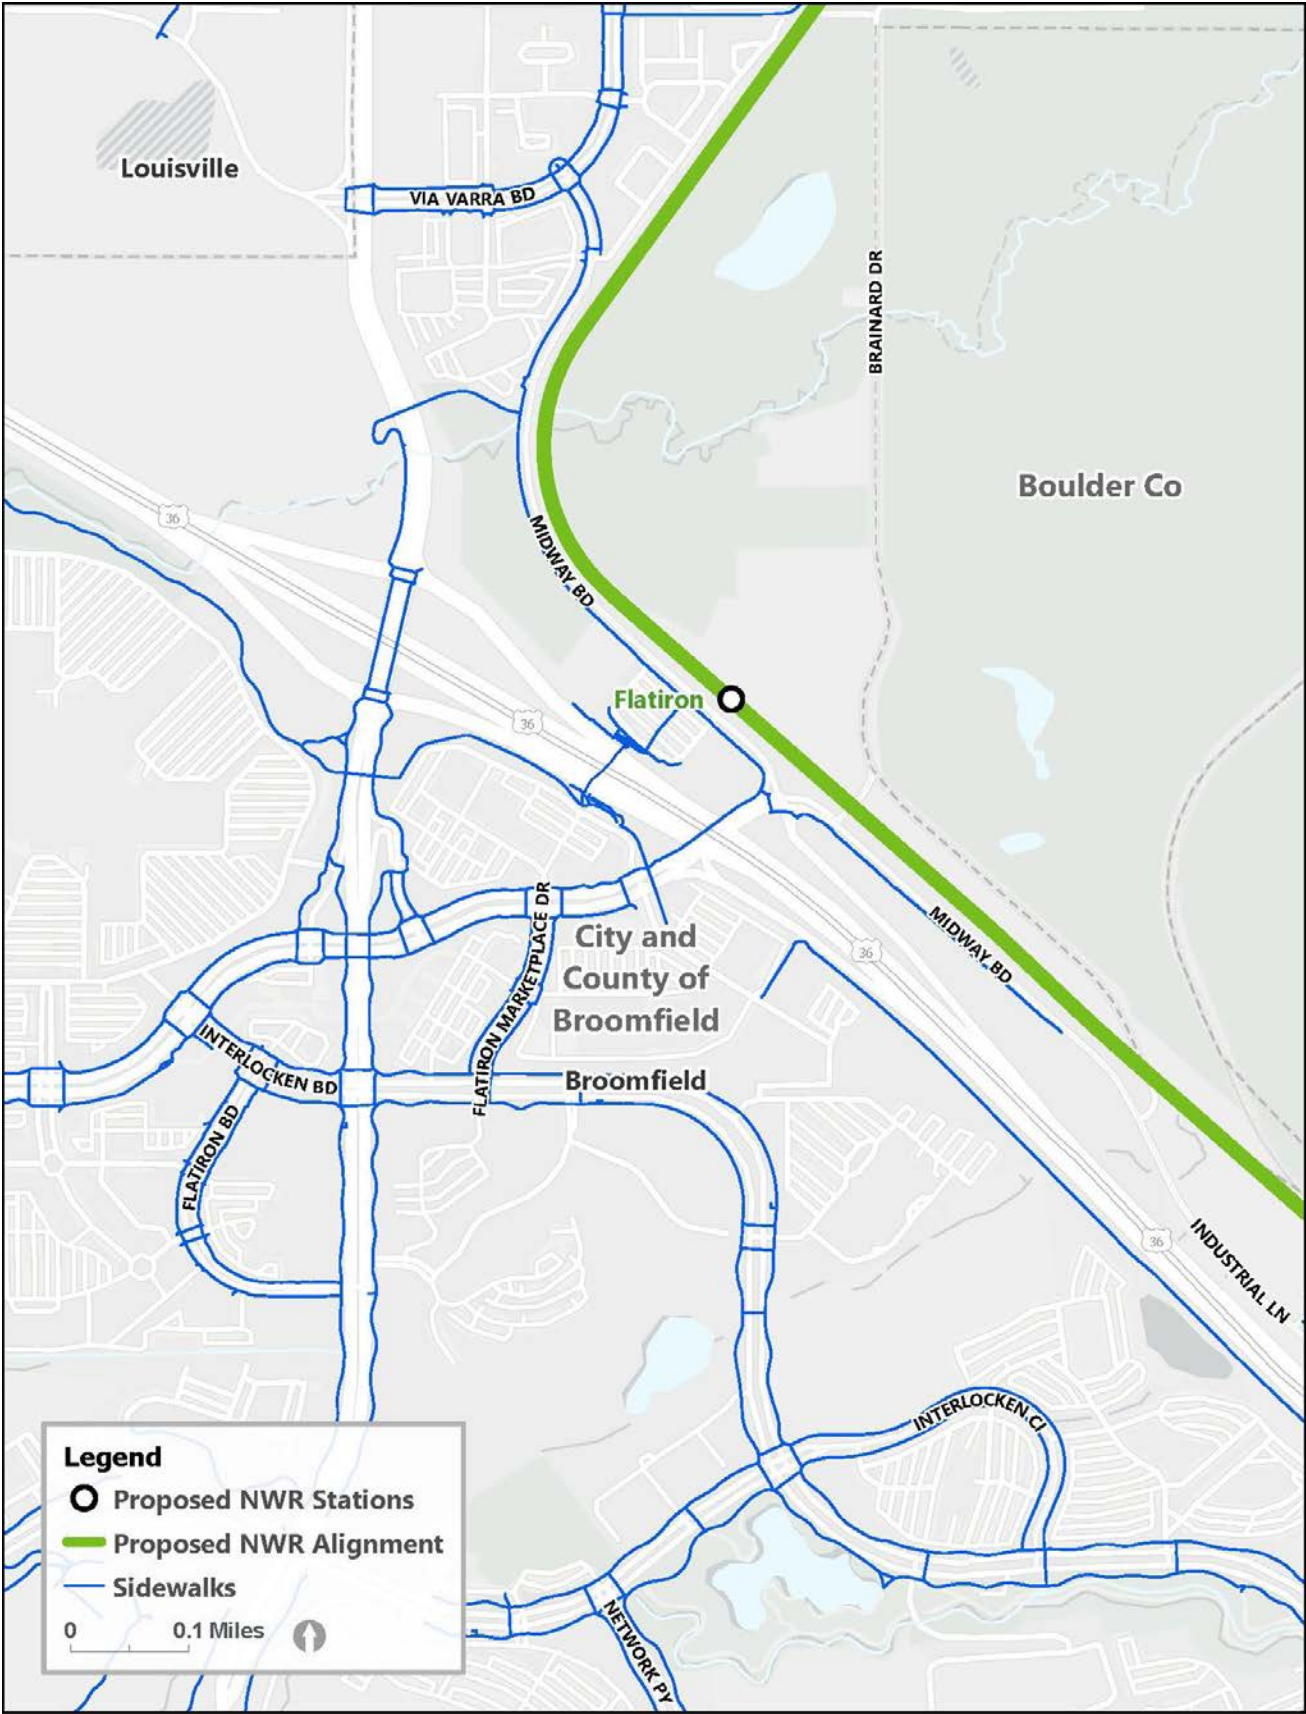 Louisville
VIA VARRA BD
BRAINARD DR
Boulder Co
36
MIDWAY BD
Flatiron
36
MIDWAY BD
36
FLATIRON MARKETPLACE DR
City and
County of
Broomfield
INTERLOCKEN BD
Broomfield
FLATIRON BD
36
INDUSTRIAL LN
INTERLOCKEN CI
NETWORK PY
Legend
Proposed NWR Stations
Proposed NWR Alignment
Sidewalks
0 0.1 Miles